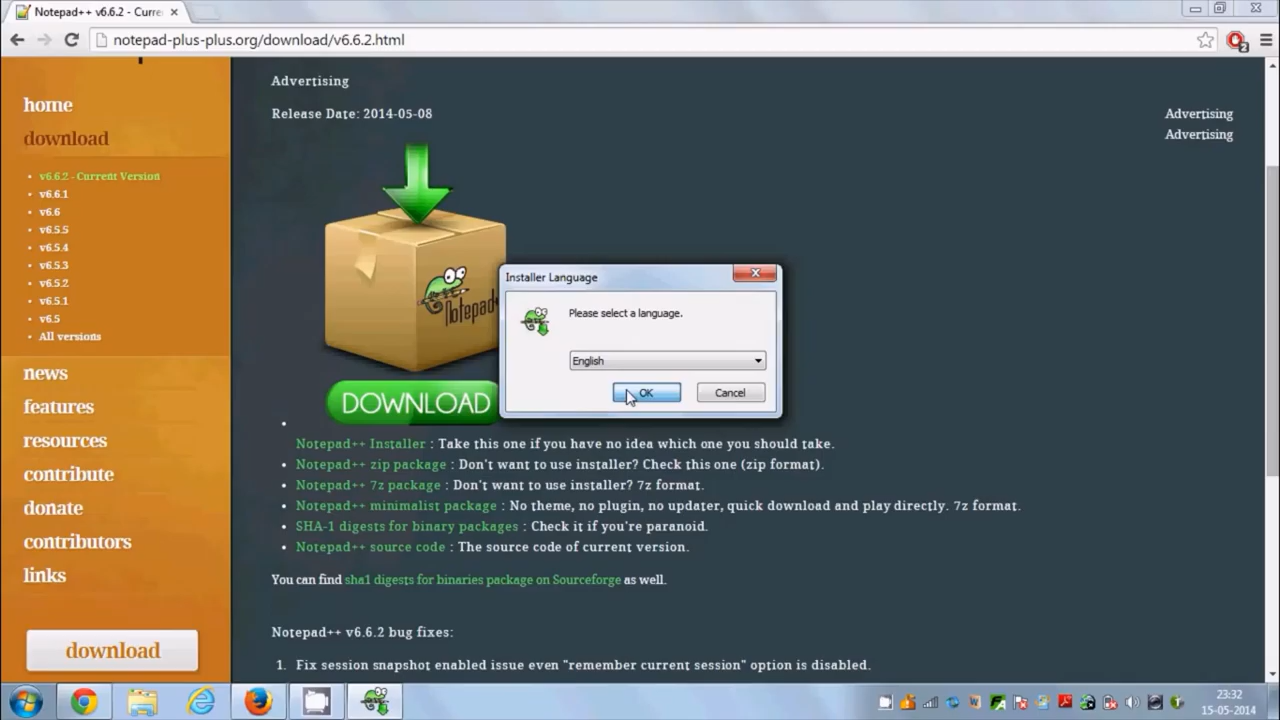 Notepad++ v6.6.2 - Curre
notepad-plus-plus.org/download/v6.6.2.html
2
home
download
v6.6.2 - Current Version
v6.6.1
v6.6
v6.5.5
v6.5.4
v6.5.3
v6.5.2
v6.5.1
v6.5
All versions
news
features
resources
contribute
donate
contributors
links
download
Advertising
Release Date: 2014-05-08
Advertising
Advertising
Notepad+
DOWNLOAD
Installer Language
Please select a language.
English
OK
Cancel
Notepad++ Installer : Take this one if you have no idea which one you should take.
Notepad++ zip package : Don't want to use installer? Check this one (zip format).
Notepad++ 7z package : Don't want to use installer? 7z format.
Notepad++ minimalist package : No theme, no plugin, no updater, quick download and play directly. 7z format.
SHA-1 digests for binary packages : Check it if you're paranoid.
Notepad++ source code : The source code of current version.
You can find sha1 digests for binaries package on Sourceforge as well.
Notepad++ v6.6.2 bug fixes:
1. Fix session snapshot enabled issue even "remember current session" option is disabled.
23:32
15-05-2014